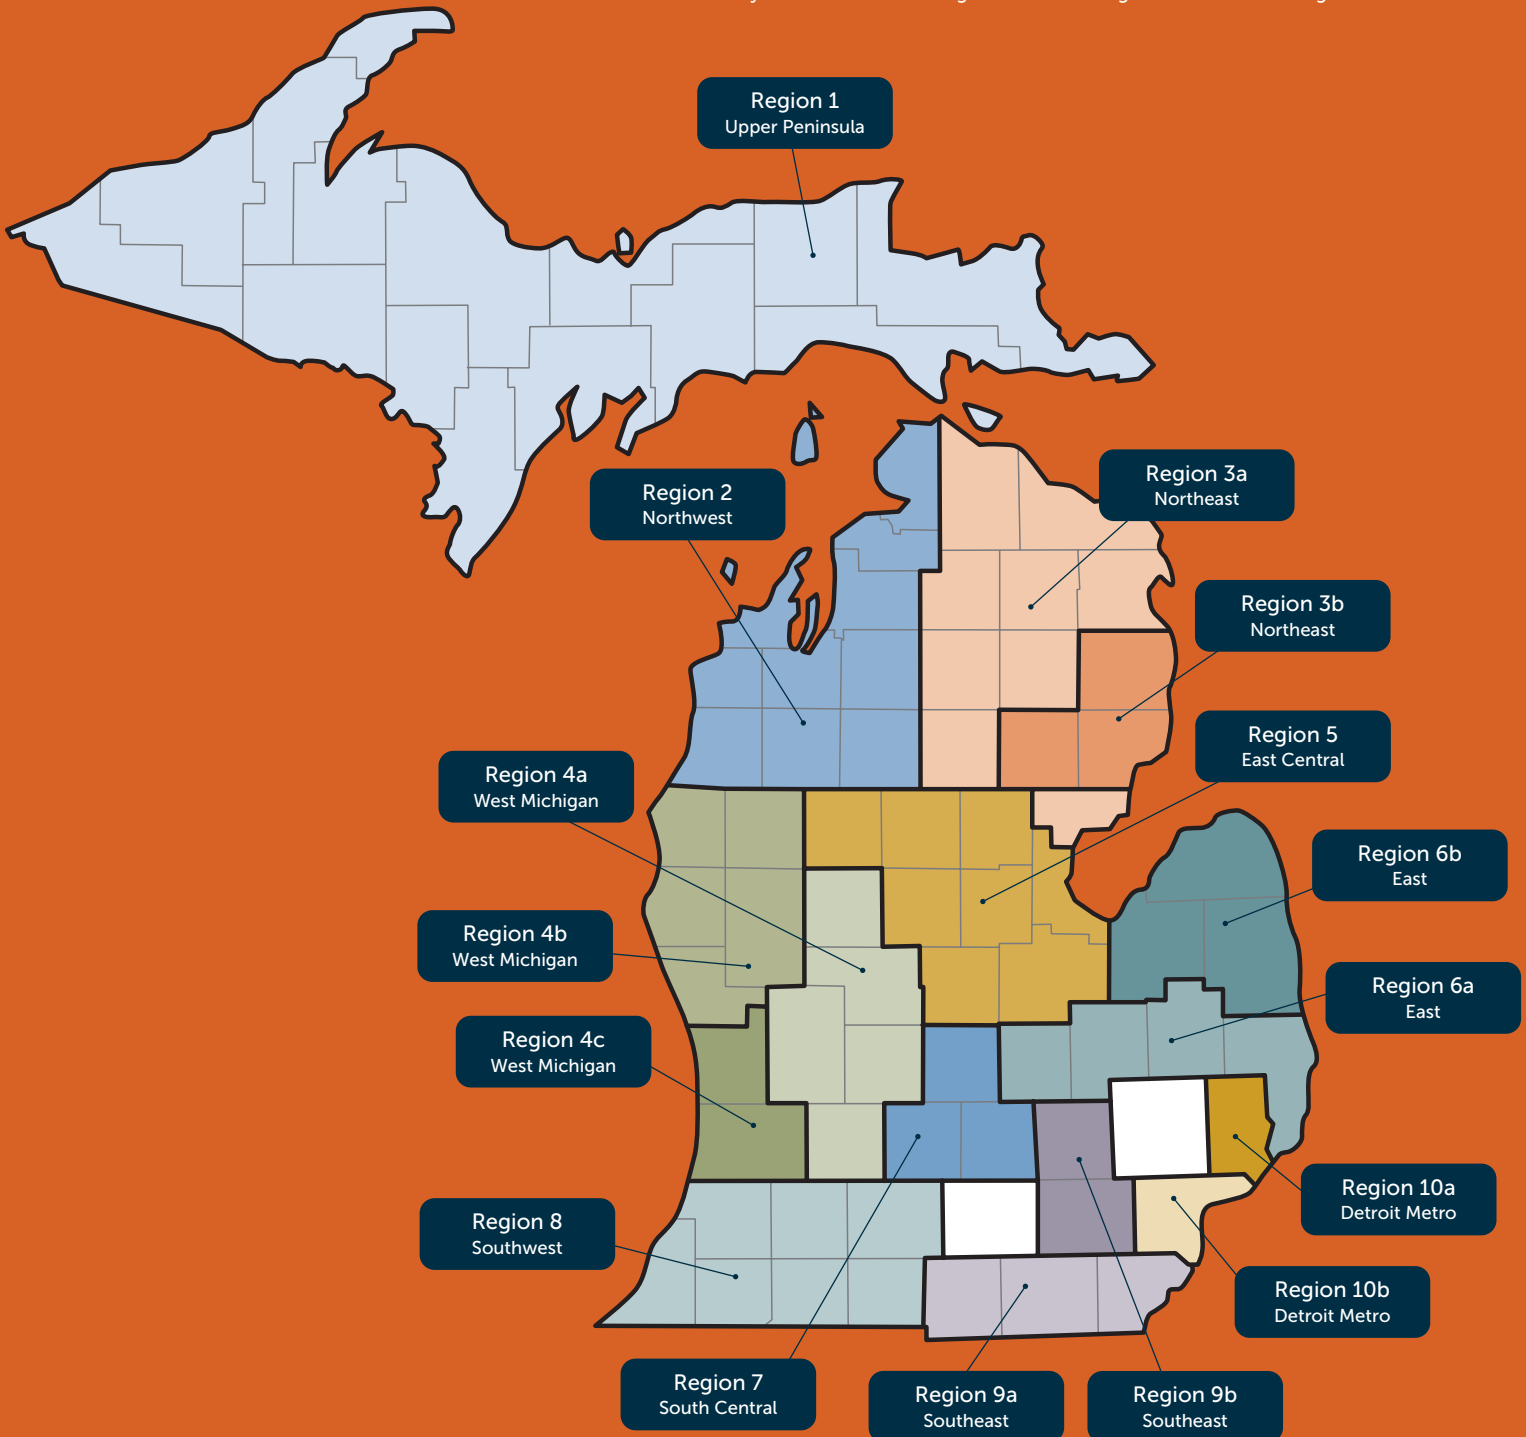 Region 1
Upper Peninsula
Region 3a
Northeast
Region 2
Northwest
Region 3b
Northeast
Region 5
East Central
Region 4a
West Michigan
Region 6b
East
Region 4b
West Michigan
Region 6a
East
Region 4c
West Michigan
Region 10a
Detroit Metro
Region 8
Southwest
Region 10b
Detroit Metro
Region 7
South Central
Region 9a
Southeast
Region 9b
Southeast